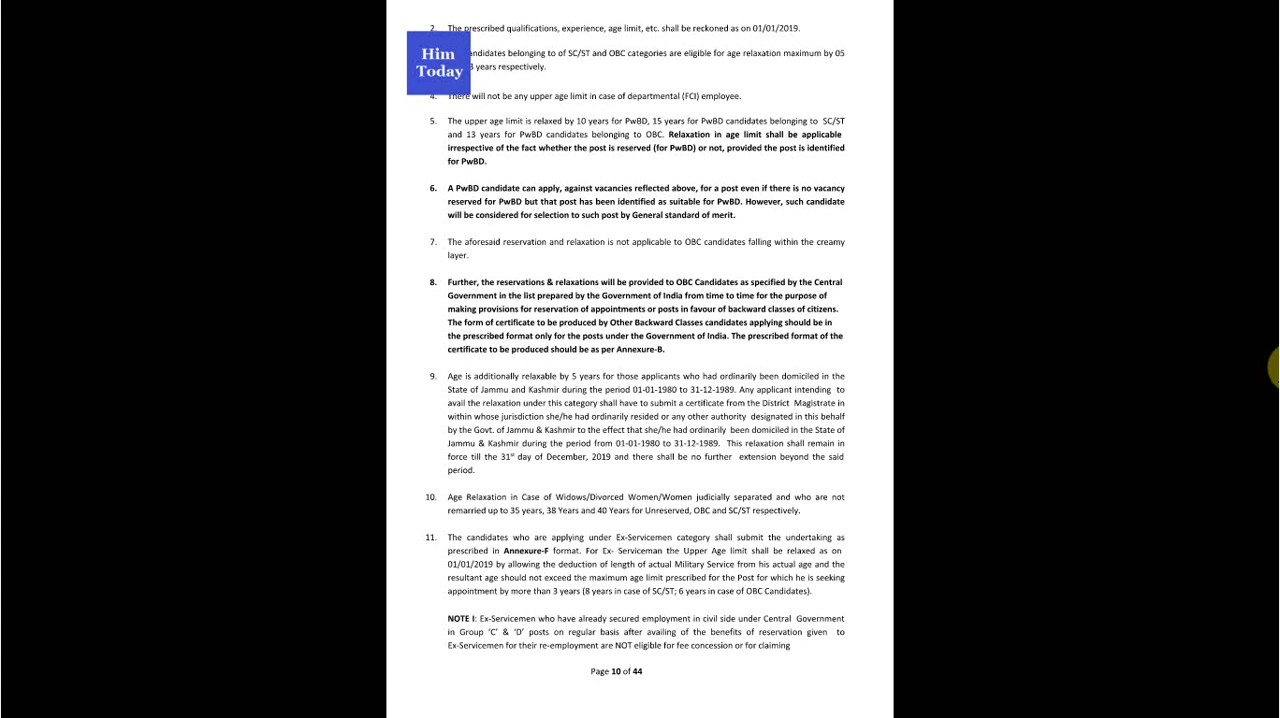 2. The prescribed qualifications, experience, age limit, etc. shall be reckoned as on 01/01/2019.
Him
Today
andidates belonging to of SC/ST and OBC categories are eligible for age relaxation maximum by 05
3 years respectively.
4. There will not be any upper age limit in case of departmental (FCI) employee.
5. The upper age limit is relaxed by 10 years for PwBD, 15 years for PwBD candidates belonging to SC/ST
and 13 years for PwBD candidates belonging to OBC. Relaxation in age limit shall be applicable
irrespective of the fact whether the post is reserved (for PwBD) or not, provided the post is identified
for PwBD.
6. A PwBD candidate can apply, against vacancies reflected above, for a post even if there is no vacancy
reserved for PwBD but that post has been identified as suitable for PwBD. However, such candidate
will be considered for selection to such post by General standard of merit.
7. The aforesaid reservation and relaxation is not applicable to OBC candidates falling within the creamy
layer.
8. Further, the reservations & relaxations will be provided to OBC Candidates as specified by the Central
Government in the list prepared by the Government of India from time to time for the purpose of
making provisions for reservation of appointments or posts in favour of backward classes of citizens.
The form of certificate to be produced by Other Backward Classes candidates applying should be in
the prescribed format only for the posts under the Government of India. The prescribed format of the
certificate to be produced should be as per Annexure-B.
9. Age is additionally relaxable by 5 years for those applicants who had ordinarily been domiciled in the
State of Jammu and Kashmir during the period 01-01-1980 to 31-12-1989. Any applicant intending to
avail the relaxation under this category shall have to submit a certificate from the District Magistrate in
within whose jurisdiction she/he had ordinarily resided or any other authority designated in this behalf
by the Govt. of Jammu & Kashmir to the effect that she/he had ordinarily been domiciled in the State of
Jammu & Kashmir during the period from 01-01-1980 to 31-12-1989. This relaxation shall remain in
force till the 31st day of December, 2019 and there shall be no further extension beyond the said
period.
10. Age Relaxation in Case of Widows/Divorced Women/Women judicially separated and who are not
remarried up to 35 years, 38 Years and 40 Years for Unreserved, OBC and SC/ST respectively.
11. The candidates who are applying under Ex-Servicemen category shall submit the undertaking as
prescribed in Annexure-F format. For Ex- Serviceman the Upper Age limit shall be relaxed as on
01/01/2019 by allowing the deduction of length of actual Military Service from his actual age and the
resultant age should not exceed the maximum age limit prescribed for the Post for which he is seeking
appointment by more than 3 years (8 years in case of SC/ST; 6 years in case of OBC Candidates).
NOTE I: Ex-Servicemen who have already secured employment in civil side under Central Government
in Group ‘C’ & ‘D’ posts on regular basis after availing of the benefits of reservation given to
Ex-Servicemen for their re-employment are NOT eligible for fee concession or for claiming
Page 10 of 44